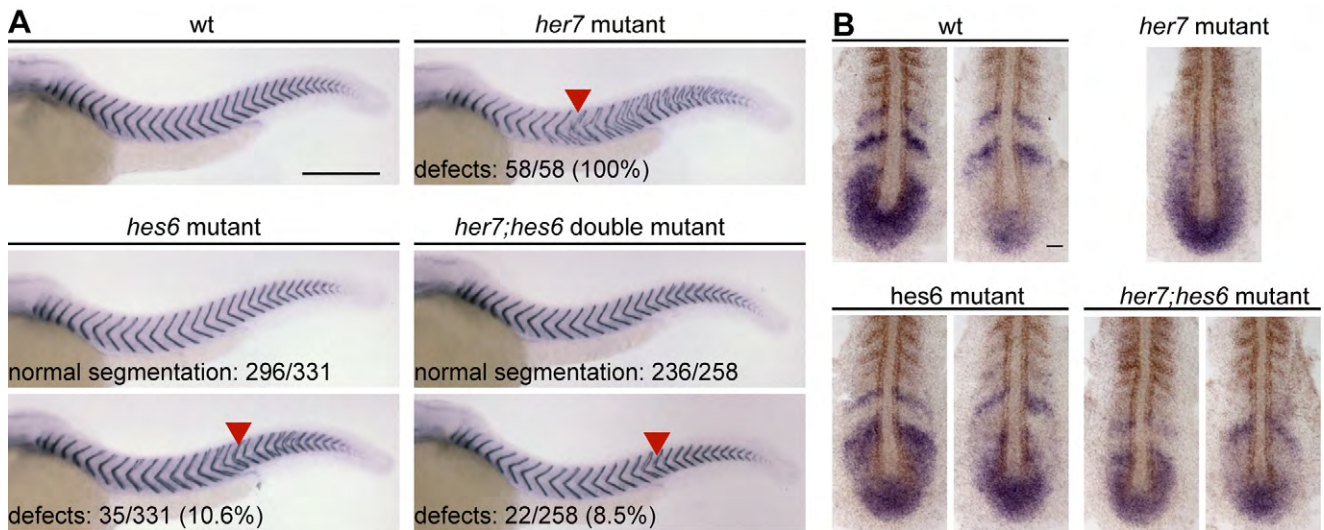 A
wt
her7 mutant
defects: 58/58 (100%)
hes6 mutant
her7;hes6 double mutant
normal segmentation: 296/331
normal segmentation: 236/258
defects: 35/331 (10.6%)
defects: 22/258 (8.5%)
B
wt
her7 mutant
hes6 mutant
her7;hes6 mutant